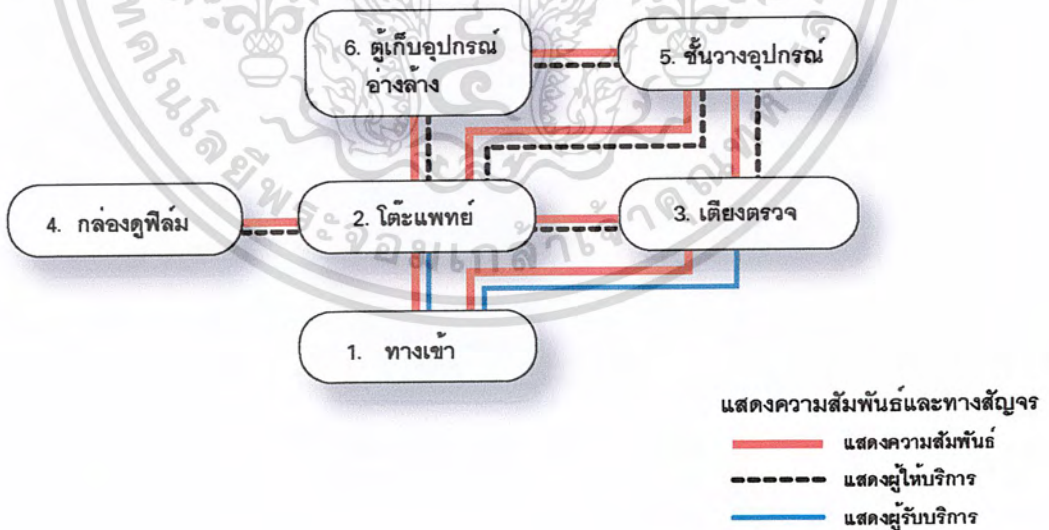 6. ตู้เก็บอุปกรณ์
อ่างล้าง
5. ชั้นวางอุปกรณ์
4. กล่องดูฟิล์ม
2. โต๊ะแพทย์
3. เตียงตรวจ
1. ทางเข้า
แสดงความสัมพันธ์และทางสัญจร
แสดงความสัมพันธ์
แสดงผู้ให้บริการ
แสดงผู้รับบริการ